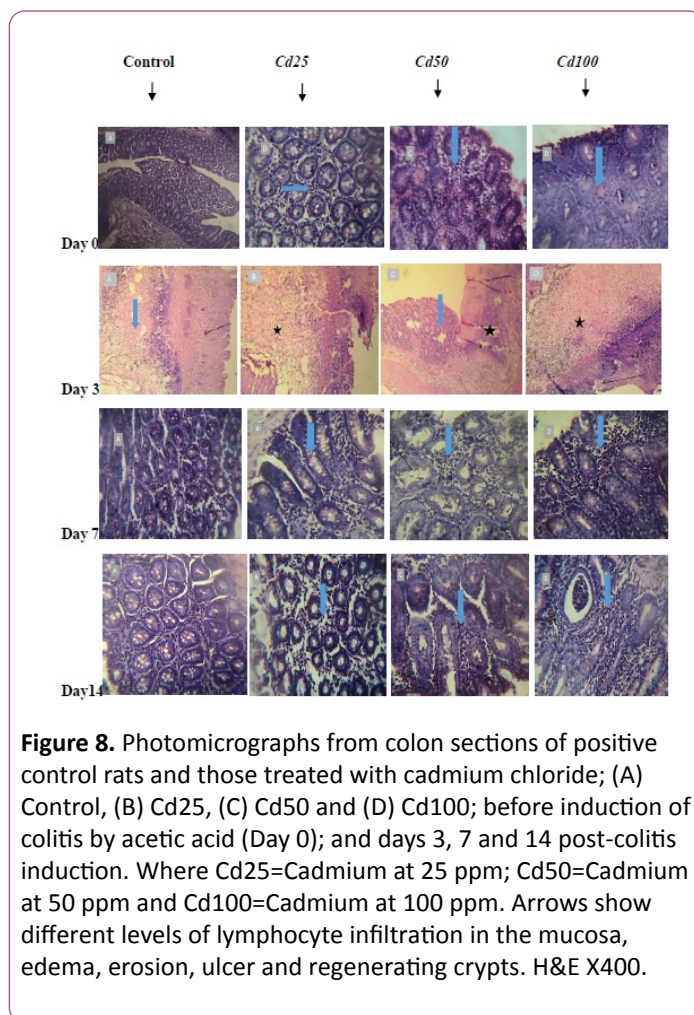 Control Cd25 Cd50 Cd100
A B C D
Day 0
A B C D
Day 3
A B C D
Day 7
B C D
Day14
Figure 8. Photomicrographs from colon sections of positive
control rats and those treated with cadmium chloride; (A)
Control, (B) Cd25, (C) Cd50 and (D) Cd100; before induction of
colitis by acetic acid (Day 0); and days 3, 7 and 14 post-colitis
induction. Where Cd25=Cadmium at 25 ppm; Cd50=Cadmium
at 50 ppm and Cd100=Cadmium at 100 ppm. Arrows show
different levels of lymphocyte infiltration in the mucosa,
edema, erosion, ulcer and regenerating crypts. H&E X400.